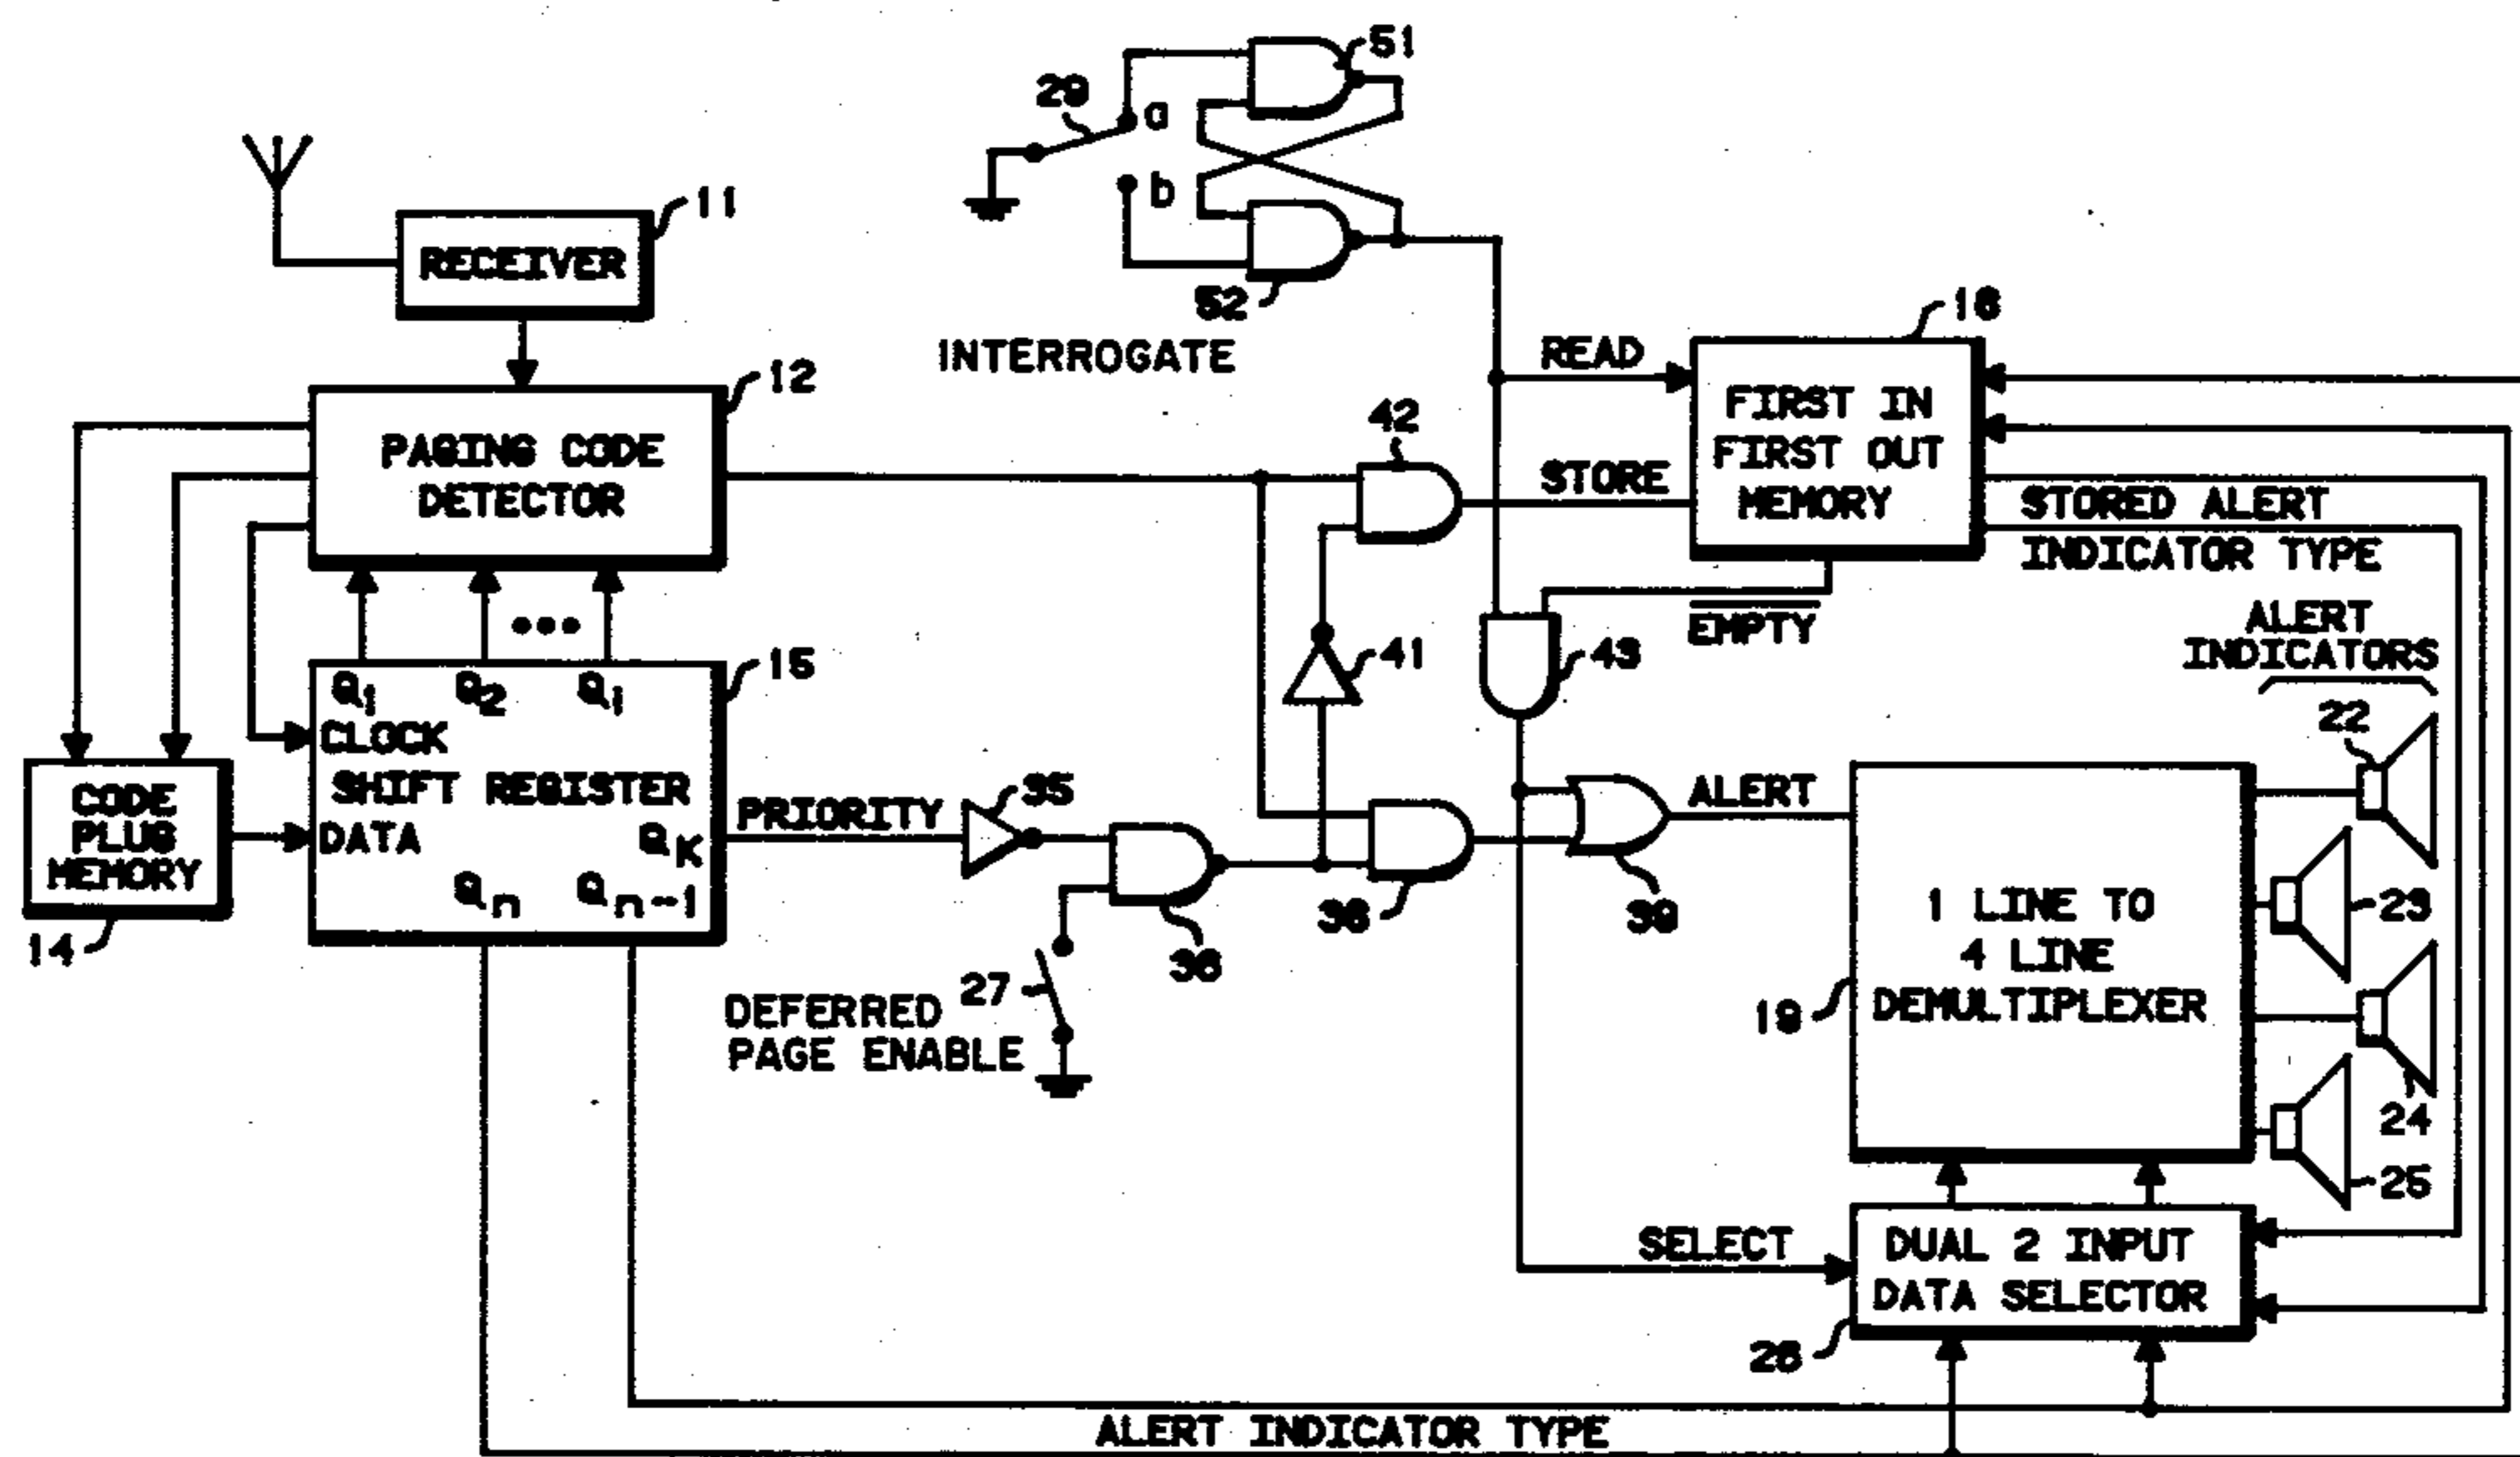 51
29
a
b
52
INTERROGATE
11
RECEIVER
12
PAGING CODE
DETECTOR
READ
16
FIRST IN
FIRST OUT
MEMORY
42
STORE
STORED ALERT
INDICATOR TYPE
EMPTY
ALERT
INDICATORS
41
43
15
Q1 Q2 Qi
CLOCK
SHIFT REGISTER
DATA
QK
Qn Qn-1
CODE
PLUS
MEMORY
14
PRIORITY
35
36
38
39
ALERT
27
DEFERRED
PAGE ENABLE
1 LINE TO
4 LINE
DEMULTIPLEXER
19
22
23
24
25
SELECT
DUAL 2 INPUT
DATA SELECTOR
26
ALERT INDICATOR TYPE